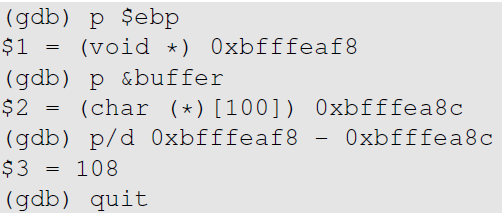 (gdb) p $ebp
$1 = (void *) 0xbfffeaf8
(gdb) p &buffer
$2 = (char (*)[100]) 0xbfffea8c
(gdb) p/d 0xbfffeaf8 - 0xbfffea8c
$3 = 108
(gdb) quit